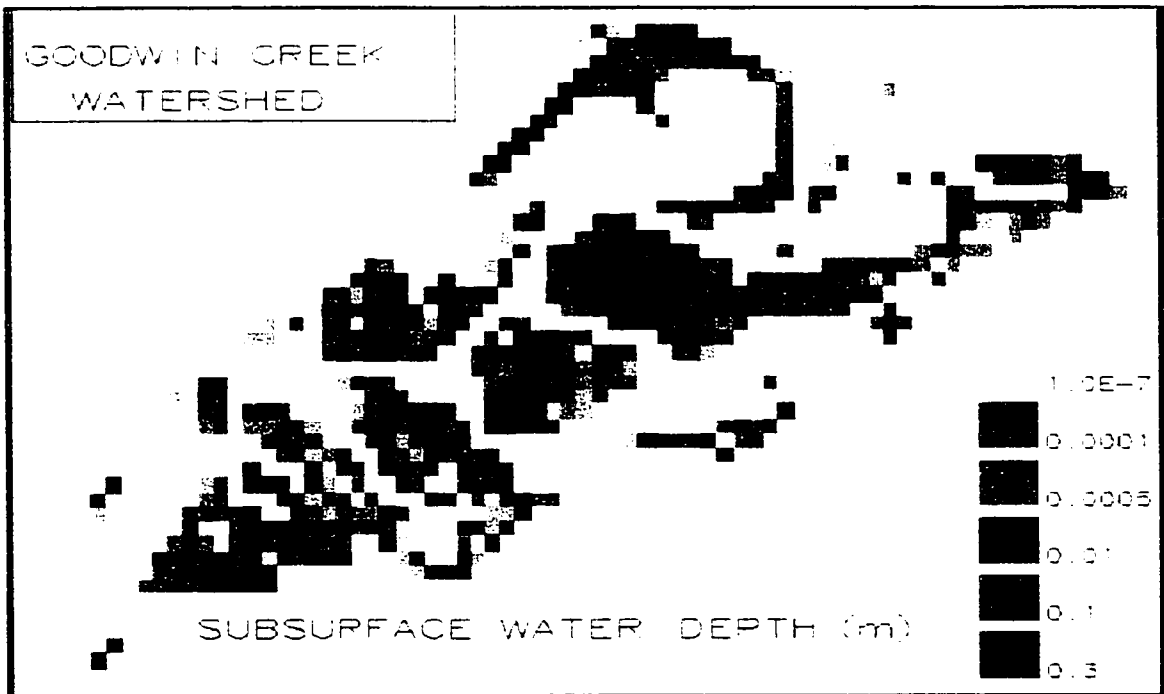 GOODWIN CREEK
WATERSHED
1.0E-7
0.0001
0.0005
0.01
0.1
0.3
SUBSURFACE WATER DEPTH (m)